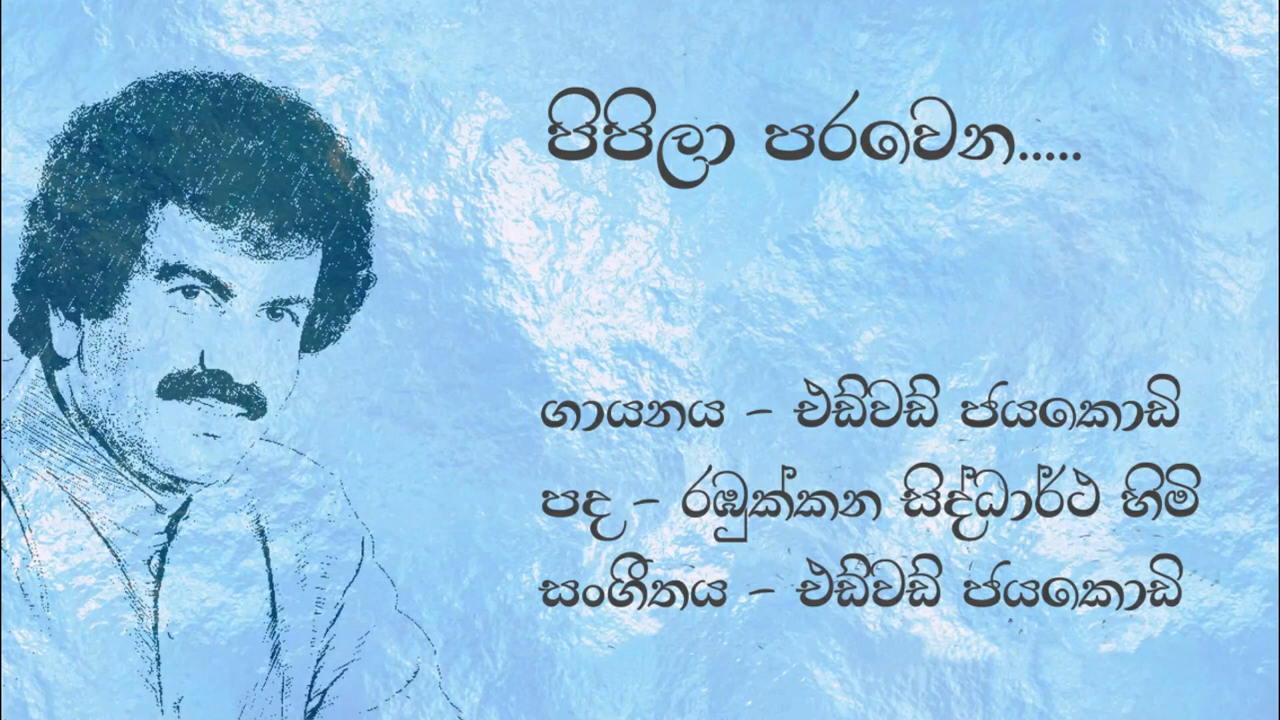 පිපිලා පරවෙන.....
ගායනය - එඩ්වඩ් ජයකොඩි
පද - රඹුක්කන සිද්ධාර්ථ හිමි
සංගීතය - එඩ්වඩ් ජයකොඩි